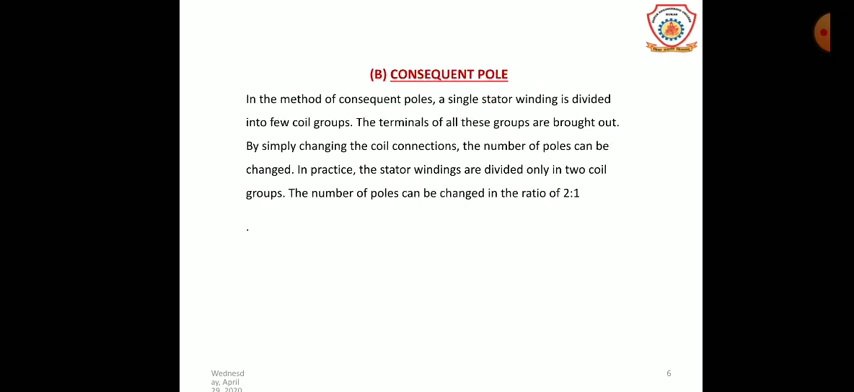 (B) CONSEQUENT POLE
In the method of consequent poles, a single stator winding is divided
into few coil groups. The terminals of all these groups are brought out.
By simply changing the coil connections, the number of poles can be
changed. In practice, the stator windings are divided only in two coil
groups. The number of poles can be changed in the ratio of 2:1
.
Wednesd
ay, April
29, 2020
6